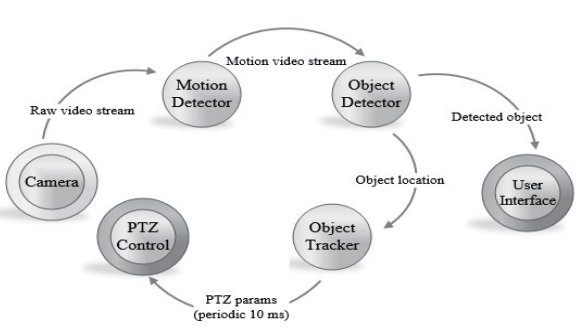 Motion video stream
Motion
Detector
Object
Detector
Raw video stream
Detected object
Camera
Object location
User
Interface
PTZ
Control
Object
Tracker
PTZ params
(periodic 10 ms)